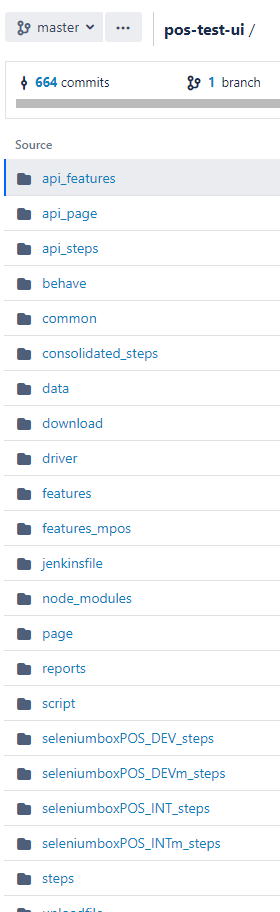 master ... pos-test-ui /
664 commits 1 branch
Source
api_features
api_page
api_steps
behave
common
consolidated_steps
data
download
driver
features
features_mpos
jenkinsfile
node_modules
page
reports
script
seleniumboxPOS_DEV_steps
seleniumboxPOS_DEVm_steps
seleniumboxPOS_INT_steps
seleniumboxPOS_INTm_steps
steps